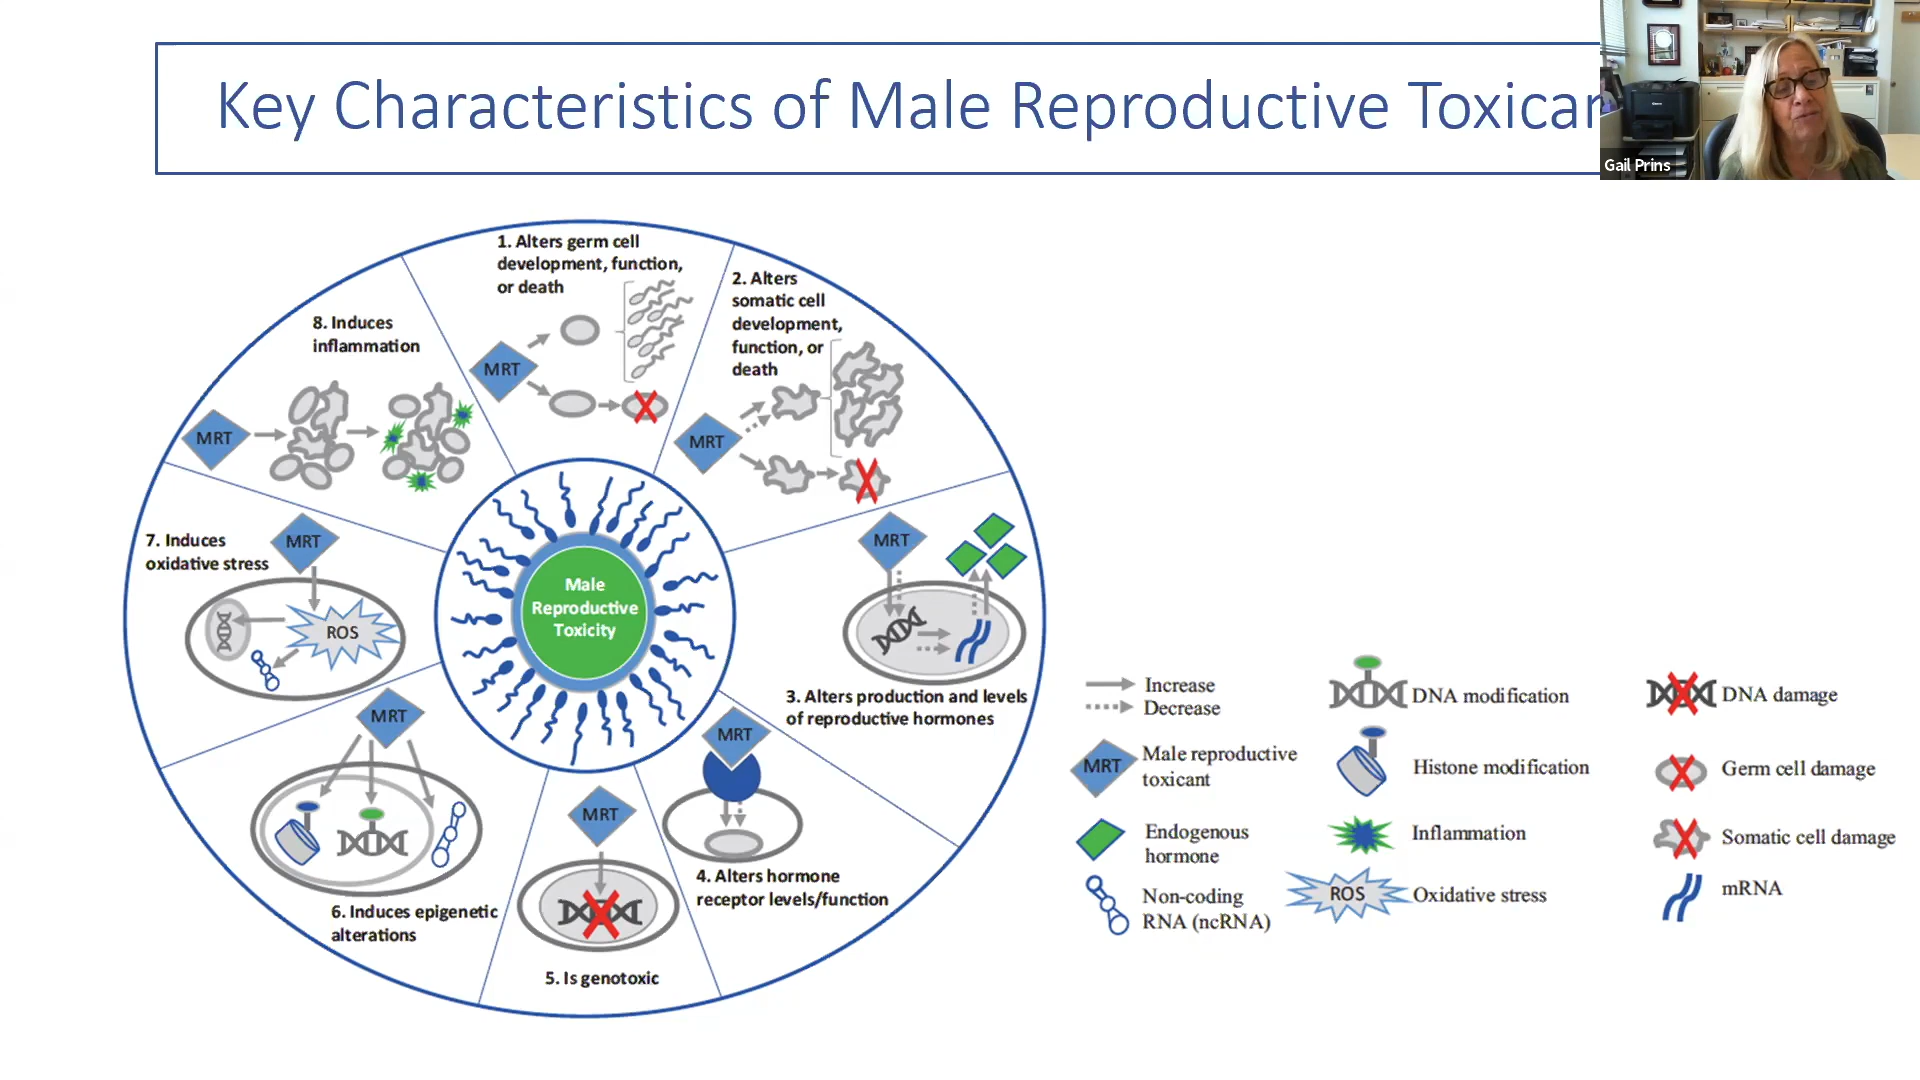 Key Characteristics of Male Reproductive Toxican
Gail Prins
1. Alters germ cell
development, function,
or death
MRT
2. Alters
somatic cell
development,
function, or
death
MRT
MRT
3. Alters production and levels
of reproductive hormones
MRT
4. Alters hormone
receptor levels/function
MRT
5. Is genotoxic
MRT
6. Induces epigenetic
alterations
7. Induces
oxidative stress
MRT
ROS
8. Induces
inflammation
MRT
Male
Reproductive
Toxicity
Increase
Decrease
MRT
Male reproductive
toxicant
Endogenous
hormone
Non-coding
RNA (ncRNA)
DNA modification
Histone modification
Inflammation
ROS
Oxidative stress
DNA damage
Germ cell damage
Somatic cell damage
mRNA